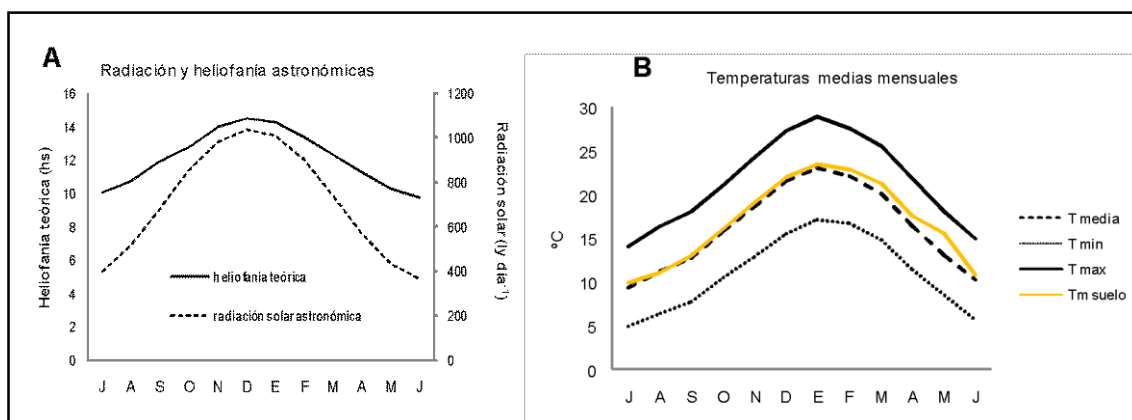 A
Radiación y heliofanía astronómicas
16
14
12
10
8
6
4
2
0
Heliofanía teórica (hs)
1200
1000
800
600
400
200
0
Radiación solar (ly día-1)
heliofanía teórica
radiación solar astronómica
J A S O N D E F M A M J
B
Temperaturas medias mensuales
30
25
20
15
10
5
0
ºC
J A S O N D E F M A M J
T media
T min
T max
Tm suelo